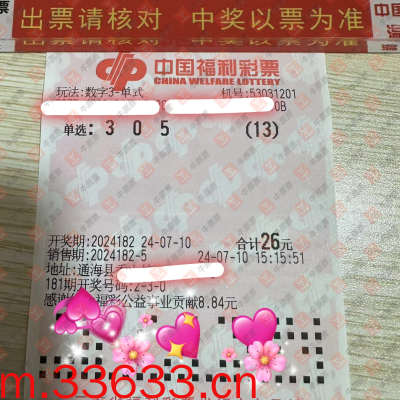 出票请核对 中奖以票为准
中国福利彩票
CHINA WELFARE LOTTERY
玩法:数字3-单式 机号:53031201
0B
单选: 3 0 5 (13)
开奖期:2024182 24-07-10 合计26元
销售期:2024182-5 24-07-10 15:15:51
地址:通海县
181期开奖号码:2-3-0
感谢 福彩公益事业贡献8.84元
m.33633.cn